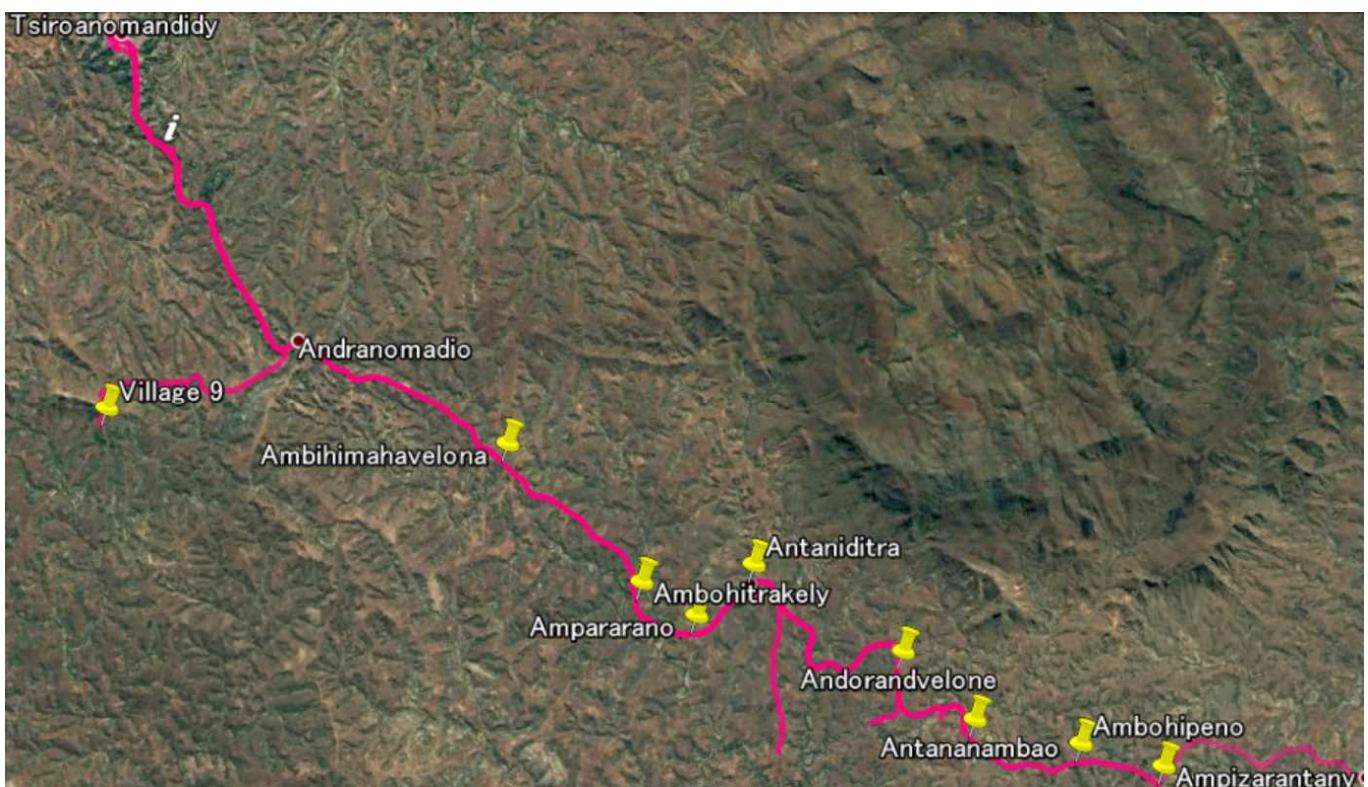 Tsiroanomandidy
i
Andranomadio
Village 9
Ambihimahavelona
Antaniditra
Ambohitrakely
Ampararano
Andorandvelone
Ambohipeno
Antananambao
Ampizarantany